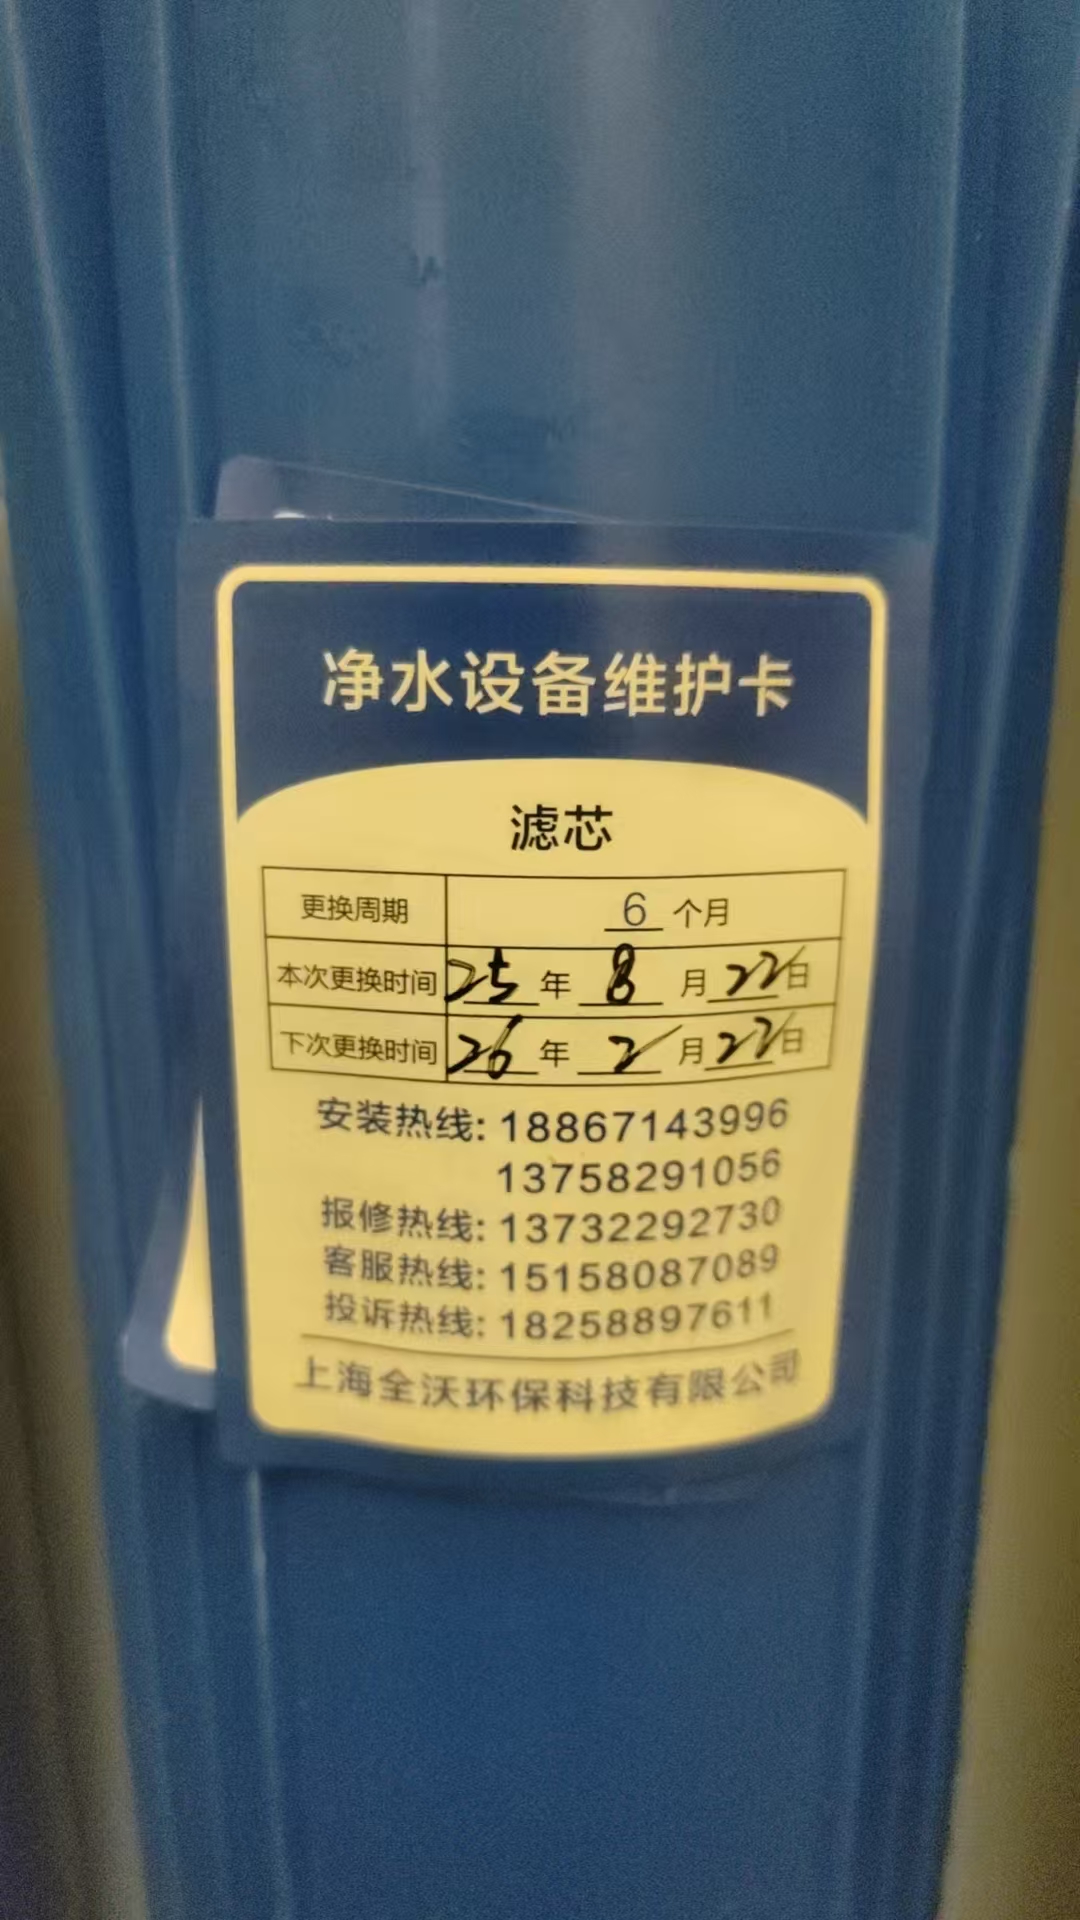 净水设备维护卡
滤芯
更换周期 6 个月
本次更换时间 25 年 8 月 22 日
下次更换时间 26 年 2 月 22 日
安装热线: 18867143996
13758291056
报修热线: 13732292730
客服热线: 15158087089
投诉热线: 18258897611
上海全沃环保科技有限公司